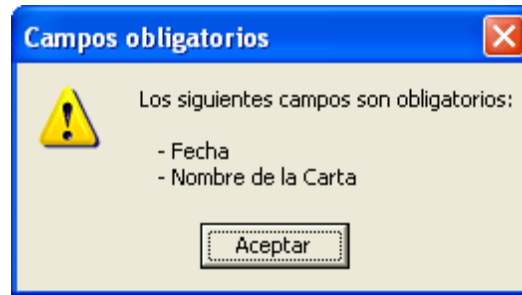 Campos obligatorios
Los siguientes campos son obligatorios:
- Fecha
- Nombre de la Carta
Aceptar